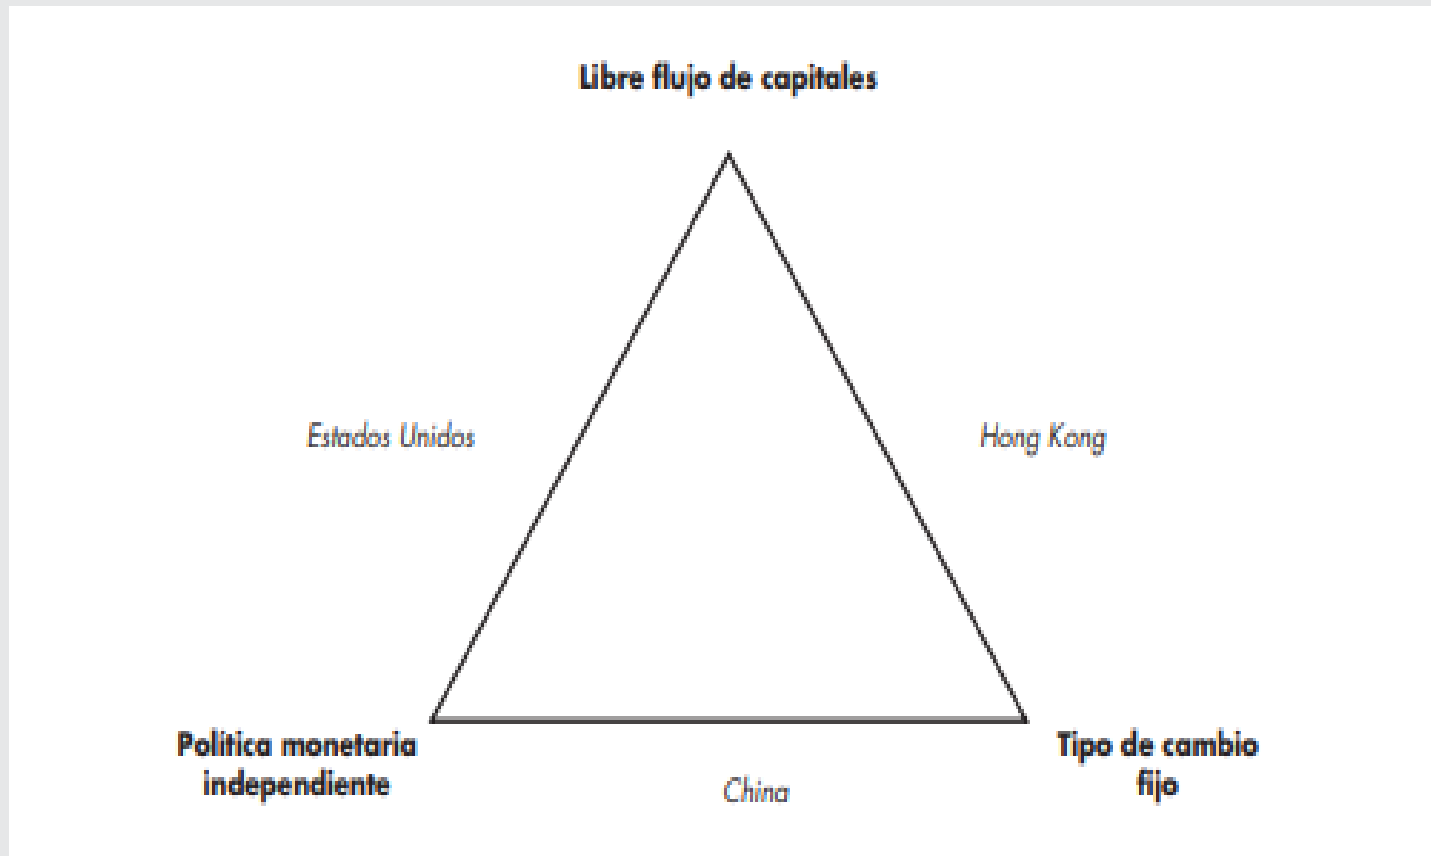 Libre flujo de capitales
Estados Unidos
Hong Kong
Política monetaria
independiente
Tipo de cambio
fijo
China